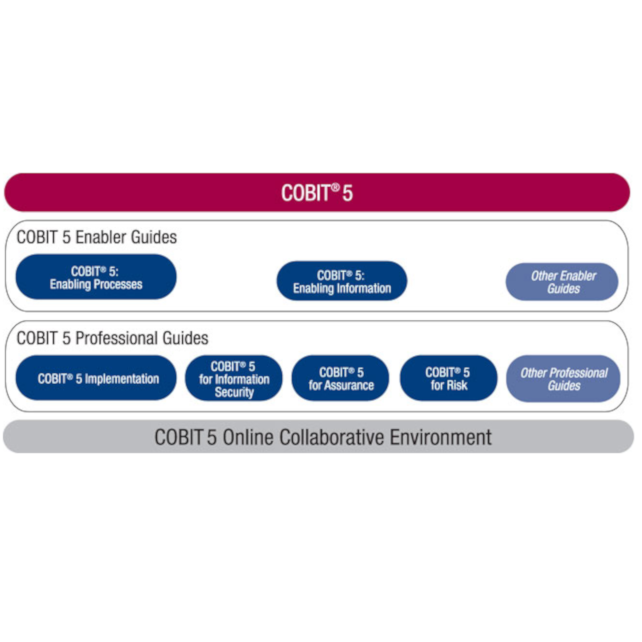 COBIT® 5
COBIT 5 Enabler Guides
COBIT® 5:
Enabling Processes
COBIT® 5:
Enabling Information
Other Enabler
Guides
COBIT 5 Professional Guides
COBIT® 5 Implementation
COBIT® 5
for Information
Security
COBIT® 5
for Assurance
COBIT® 5
for Risk
Other Professional
Guides
COBIT 5 Online Collaborative Environment